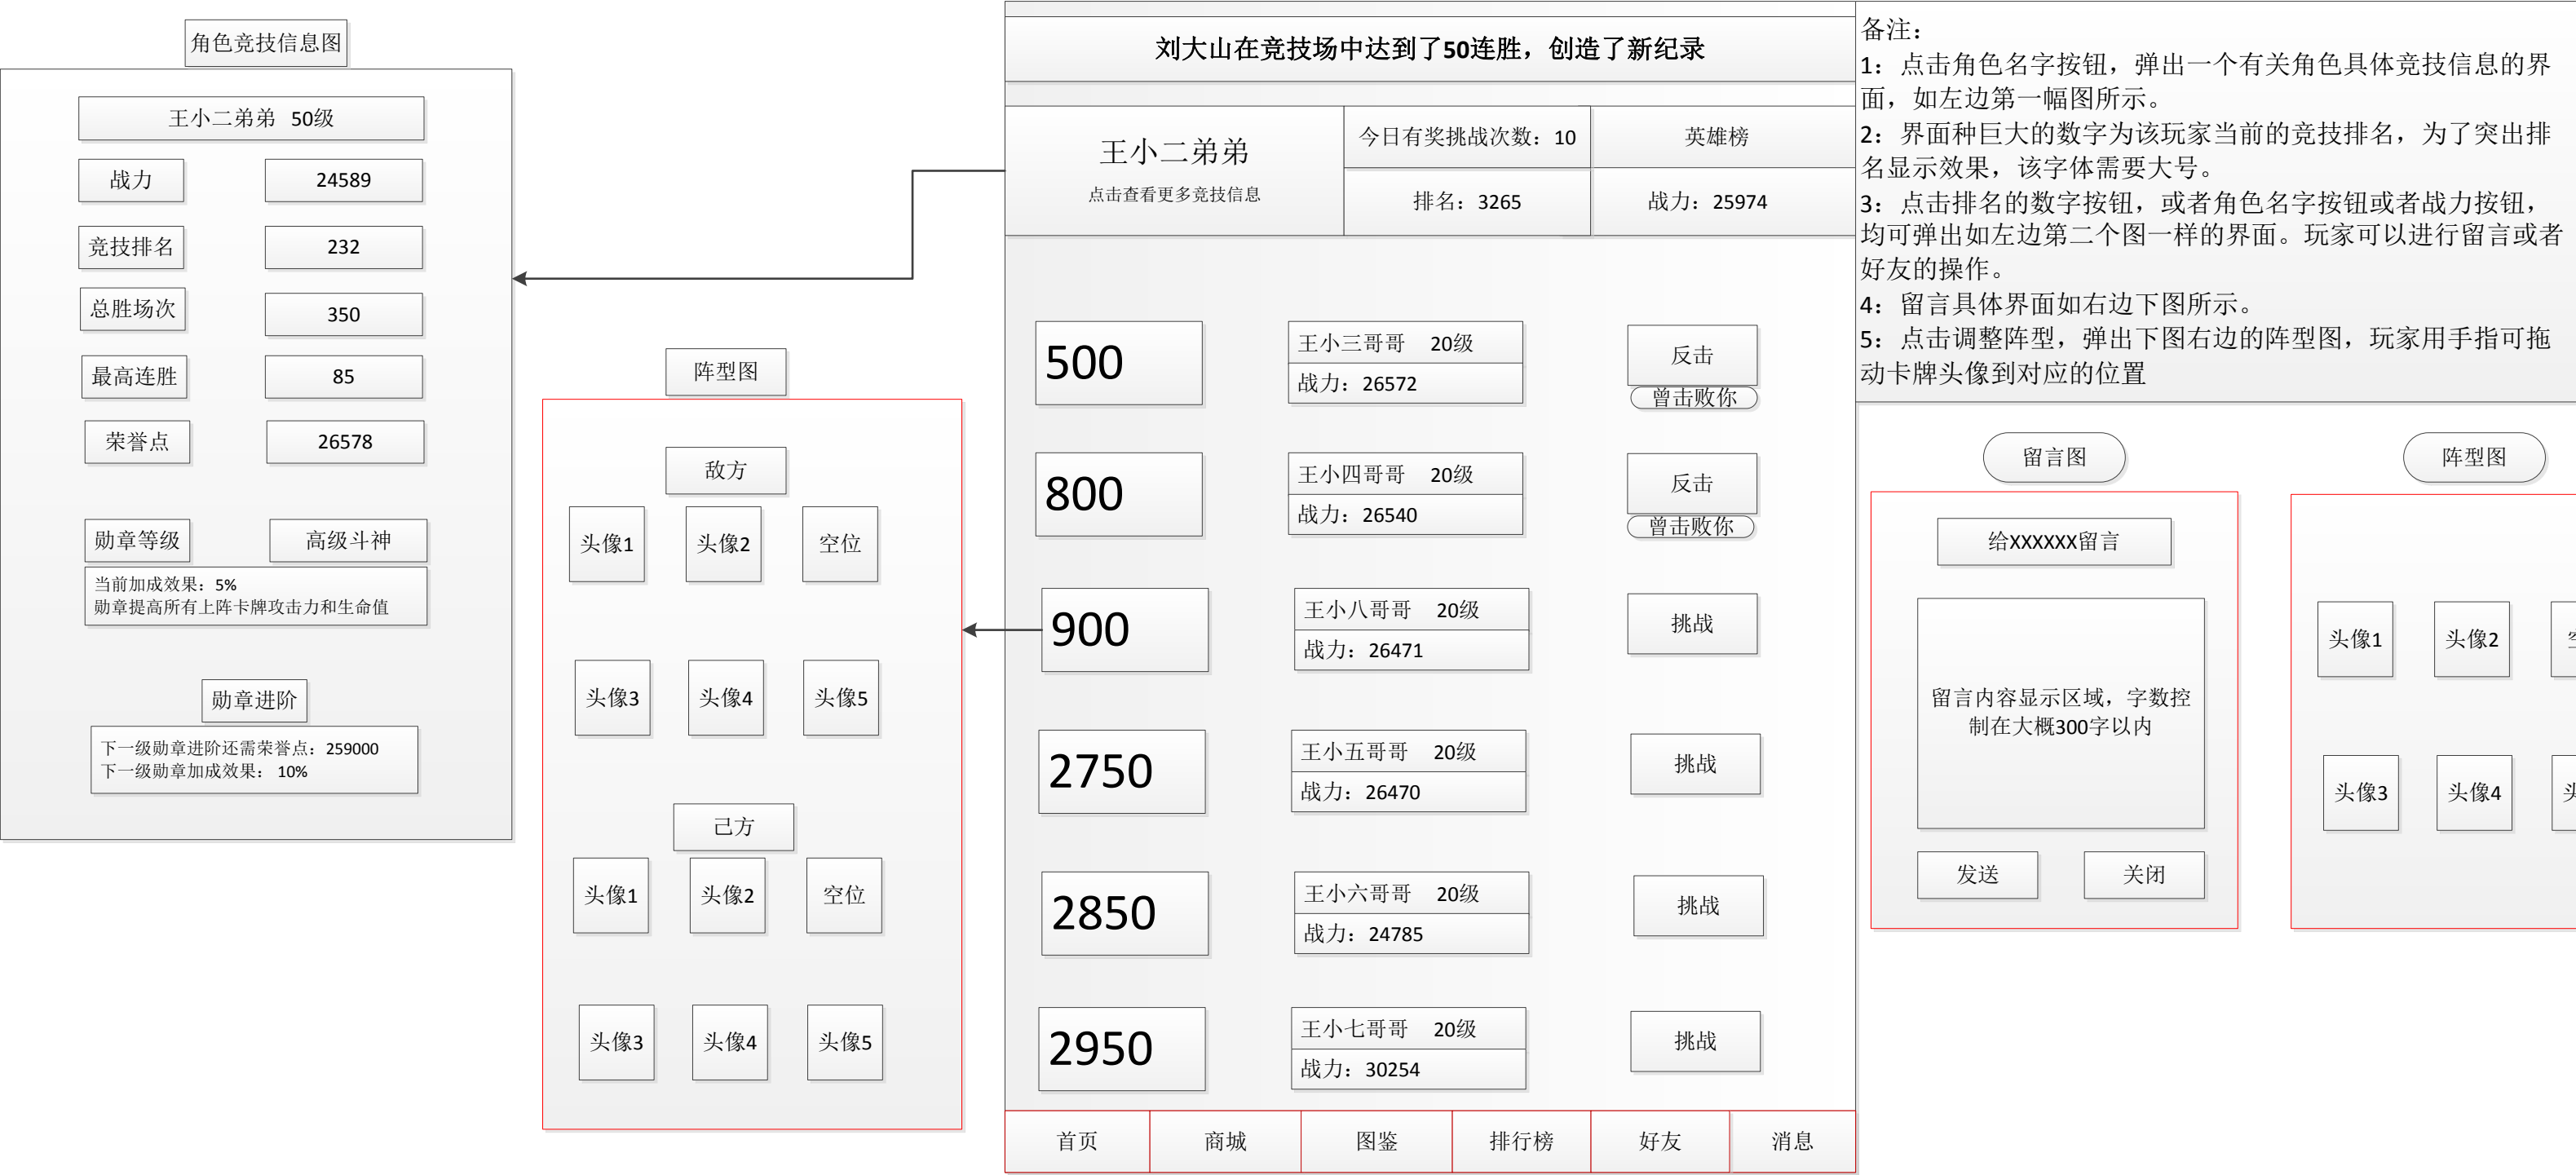 角色竞技信息图
王小二弟弟 50级
战力
24589
竞技排名
232
总胜场次
350
最高连胜
85
荣誉点
26578
勋章等级
高级斗神
当前加成效果：5%
勋章提高所有上阵卡牌攻击力和生命值
勋章进阶
下一级勋章进阶还需荣誉点：259000
下一级勋章加成效果： 10%
阵型图
敌方
头像1
头像2
空位
头像3
头像4
头像5
己方
头像1
头像2
空位
头像3
头像4
头像5
刘大山在竞技场中达到了50连胜，创造了新纪录
王小二弟弟
点击查看更多竞技信息
今日有奖挑战次数：10
英雄榜
排名：3265
战力：25974
500
王小三哥哥 20级
战力：26572
反击
曾击败你
800
王小四哥哥 20级
战力：26540
反击
曾击败你
900
王小八哥哥 20级
战力：26471
挑战
2750
王小五哥哥 20级
战力：26470
挑战
2850
王小六哥哥 20级
战力：24785
挑战
2950
王小七哥哥 20级
战力：30254
挑战
首页
商城
图鉴
排行榜
好友
消息
备注：
1：点击角色名字按钮，弹出一个有关角色具体竞技信息的界
面，如左边第一幅图所示。
2：界面种巨大的数字为该玩家当前的竞技排名，为了突出排
名显示效果，该字体需要大号。
3：点击排名的数字按钮，或者角色名字按钮或者战力按钮，
均可弹出如左边第二个图一样的界面。玩家可以进行留言或者
好友的操作。
4：留言具体界面如右边下图所示。
5：点击调整阵型，弹出下图右边的阵型图，玩家用手指可拖
动卡牌头像到对应的位置
留言图
给XXXXXX留言
留言内容显示区域，字数控
制在大概300字以内
发送
关闭
阵型图
头像1
头像2
头像3
头像4